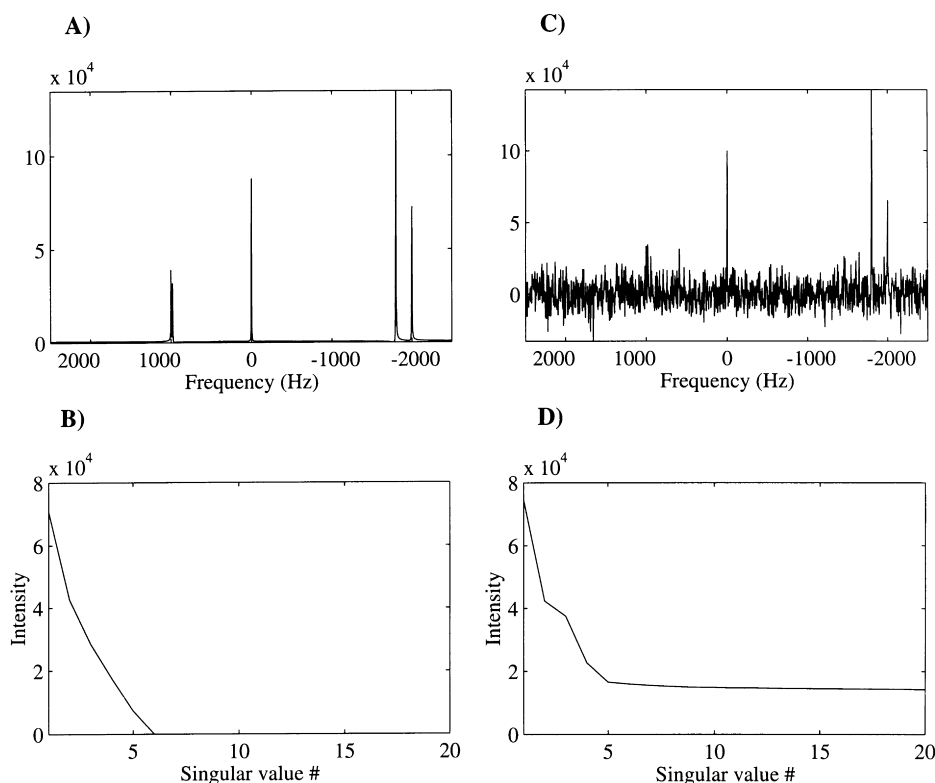 A)
x 10^4
10
5
0
2000 1000 0 -1000 -2000
Frequency (Hz)
C)
x 10^4
10
5
0
2000 1000 0 -1000 -2000
Frequency (Hz)
B)
x 10^4
8
6
4
2
0
Intensity
5 10 15 20
Singular value #
D)
x 10^4
8
6
4
2
0
Intensity
5 10 15 20
Singular value #